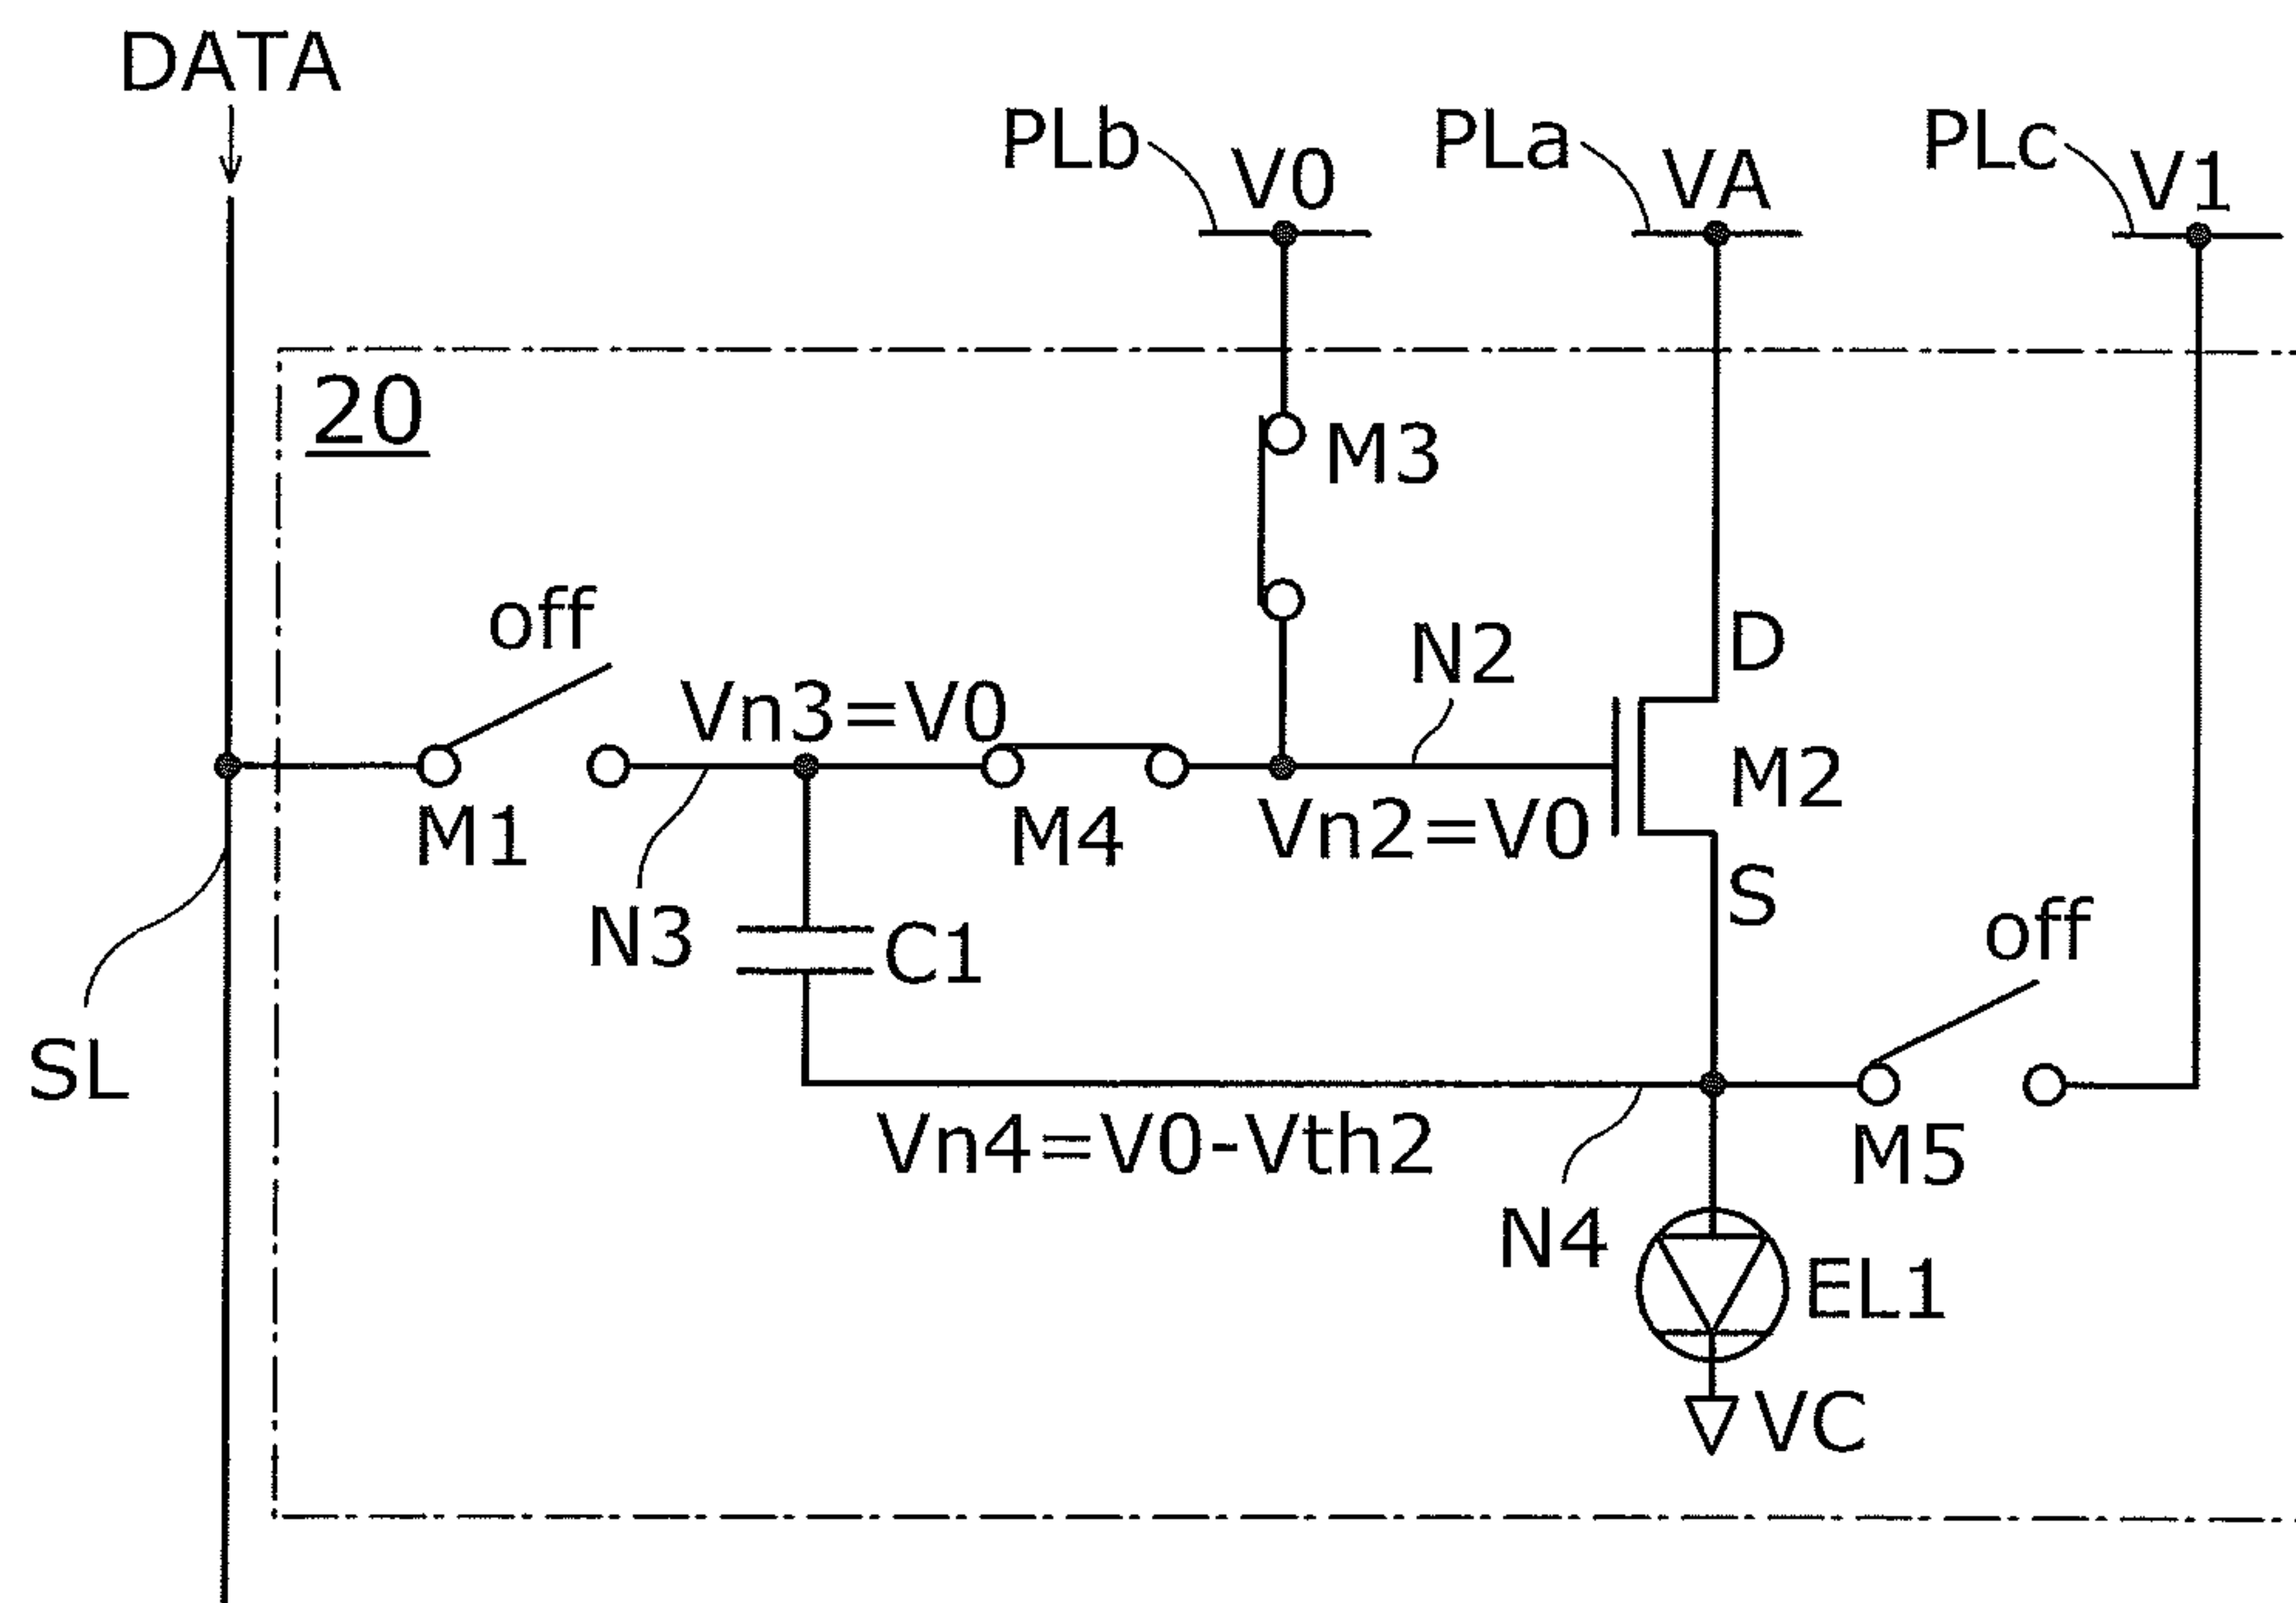 DATA
PLb
V0
PLa
VA
PLc
V1
20
M3
off
N2
D
Vn3=V0
M2
M1
M4
Vn2=V0
S
N3
C1
off
SL
Vn4=V0-Vth2
M5
N4
EL1
VC